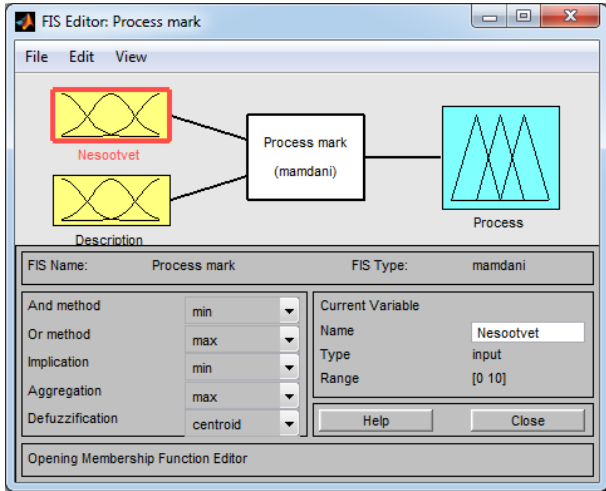 FIS Editor: Process mark
File Edit View
Nesootvet
Description
Process mark
(mamdani)
Process
FIS Name: Process mark FIS Type: mamdani
And method min
Or method max
Implication min
Aggregation max
Defuzzification centroid
Current Variable
Name Nesootvet
Type input
Range [0 10]
Help Close
Opening Membership Function Editor